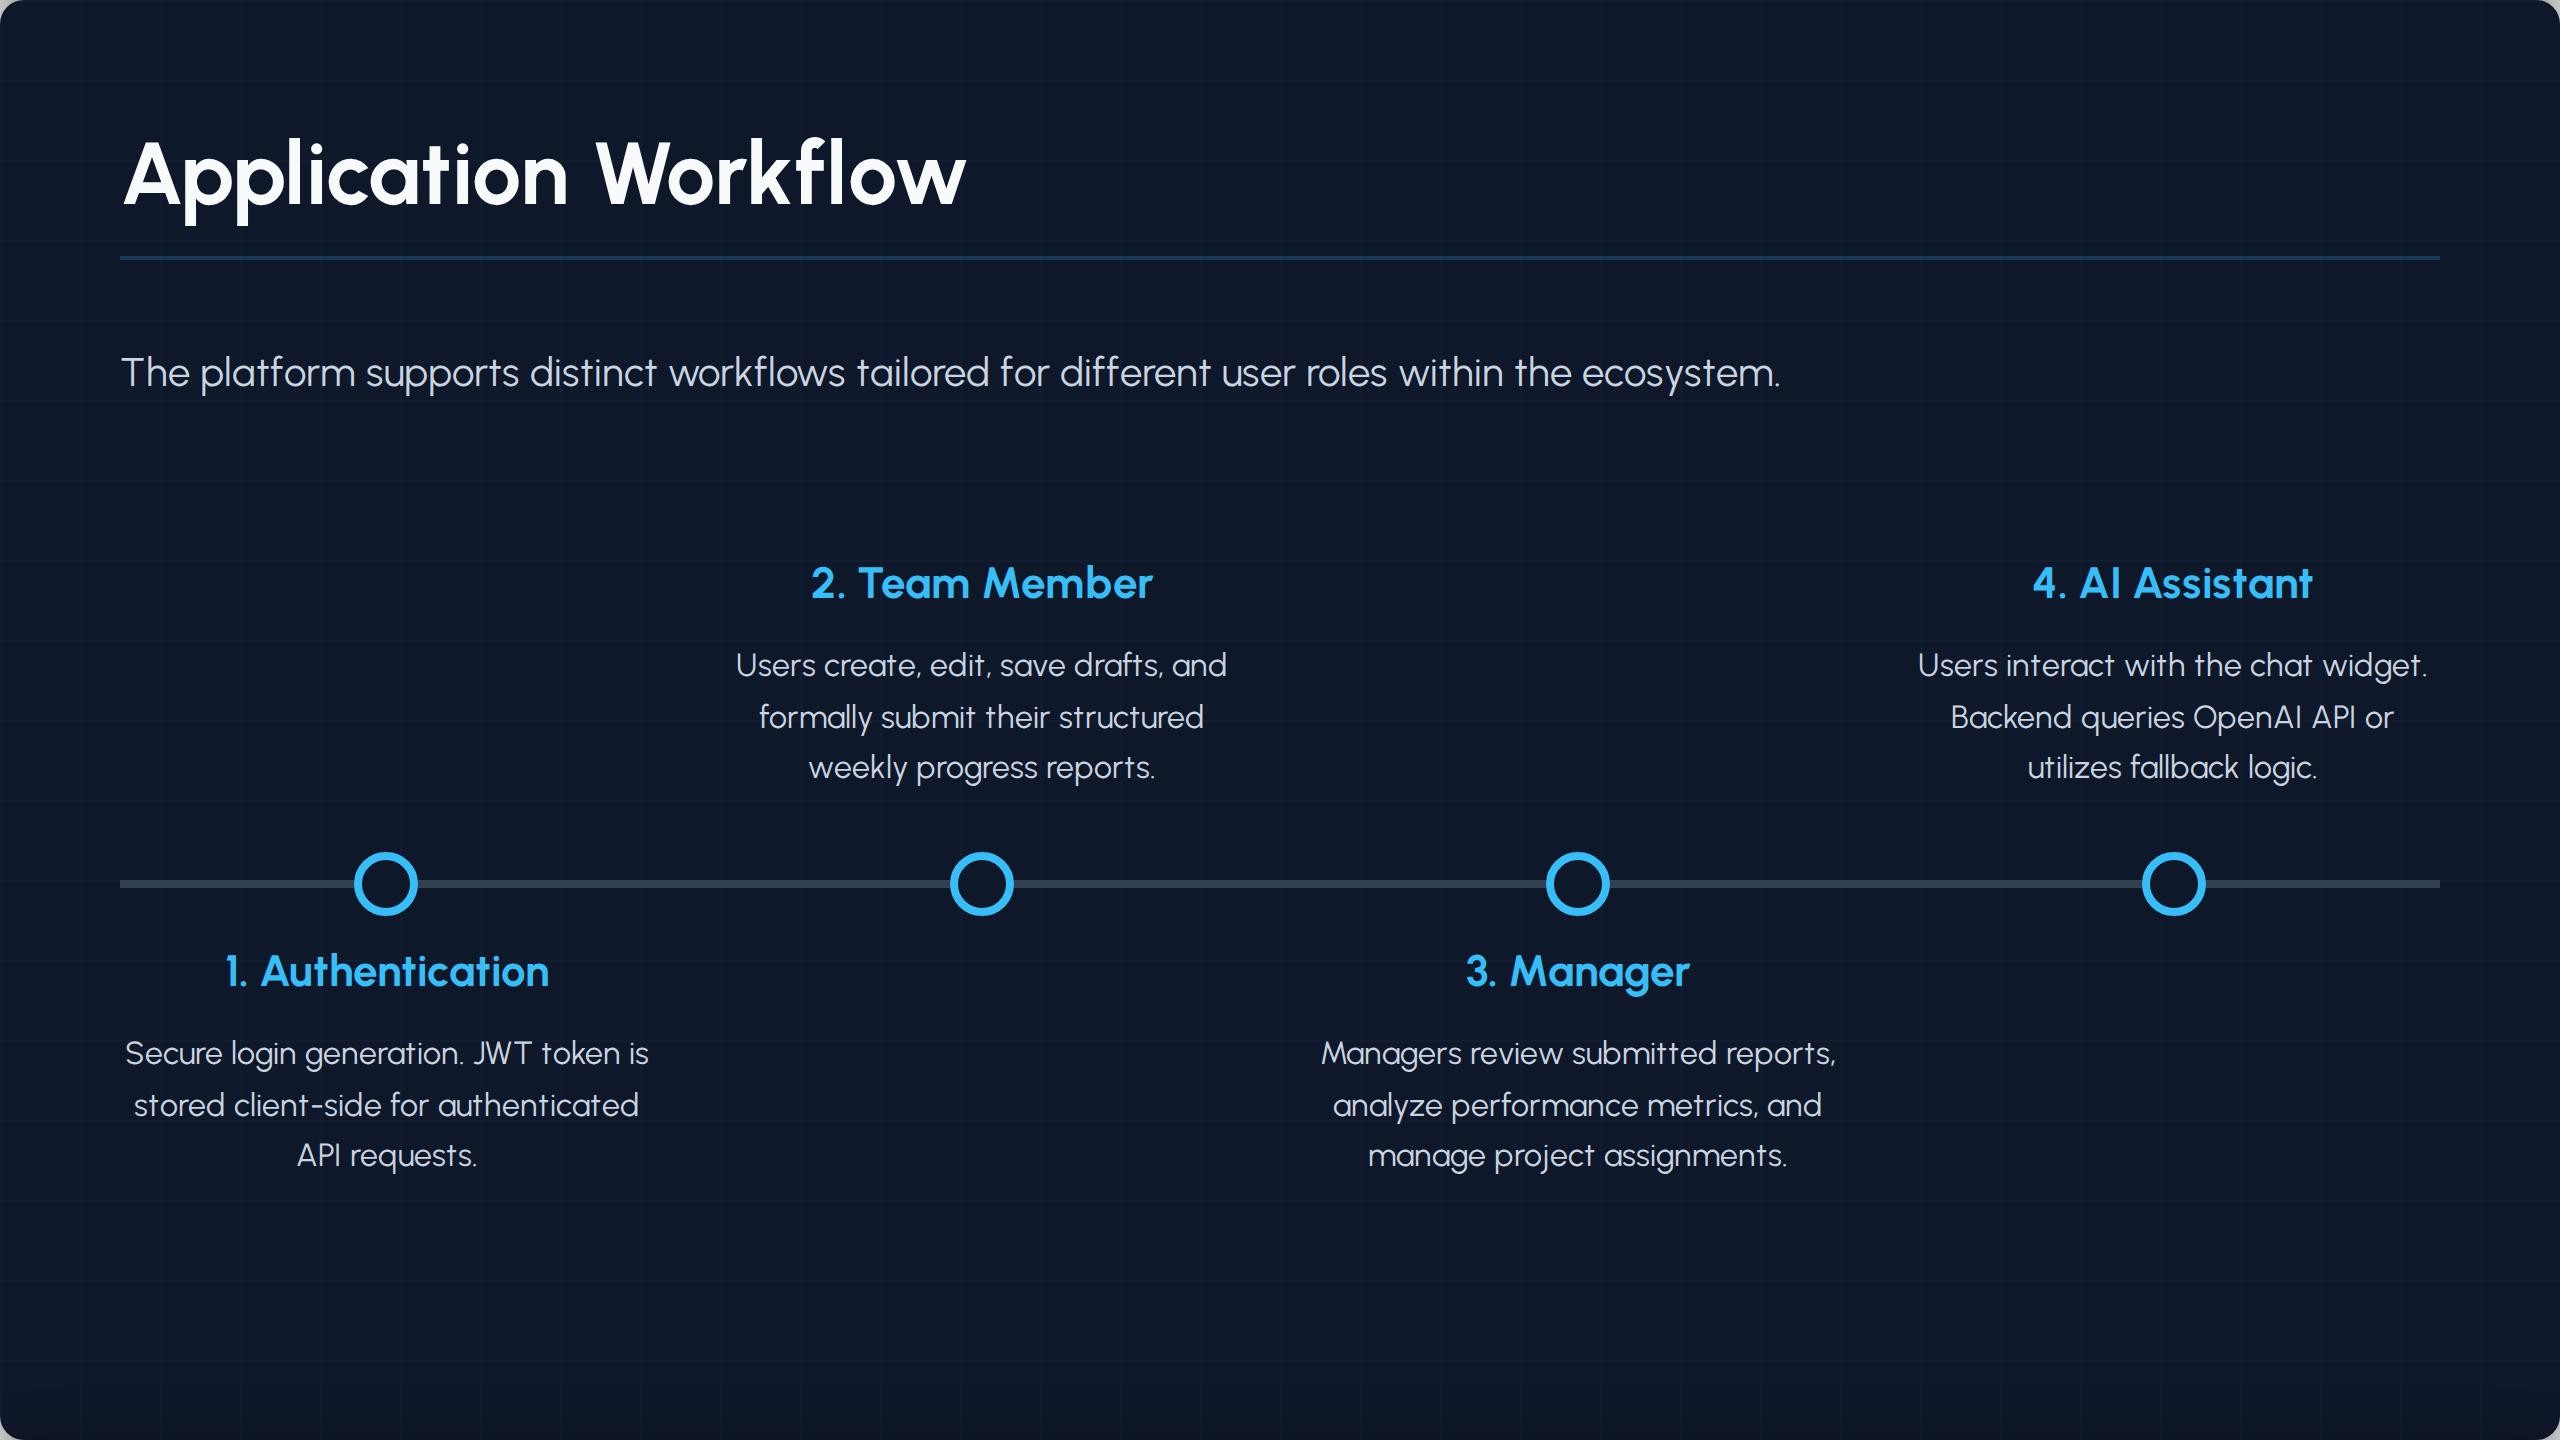 Application Workflow
The platform supports distinct workflows tailored for different user roles within the ecosystem.
1. Authentication
Secure login generation. JWT token is
stored client-side for authenticated
API requests.
2. Team Member
Users create, edit, save drafts, and
formally submit their structured
weekly progress reports.
3. Manager
Managers review submitted reports,
analyze performance metrics, and
manage project assignments.
4. AI Assistant
Users interact with the chat widget.
Backend queries OpenAI API or
utilizes fallback logic.